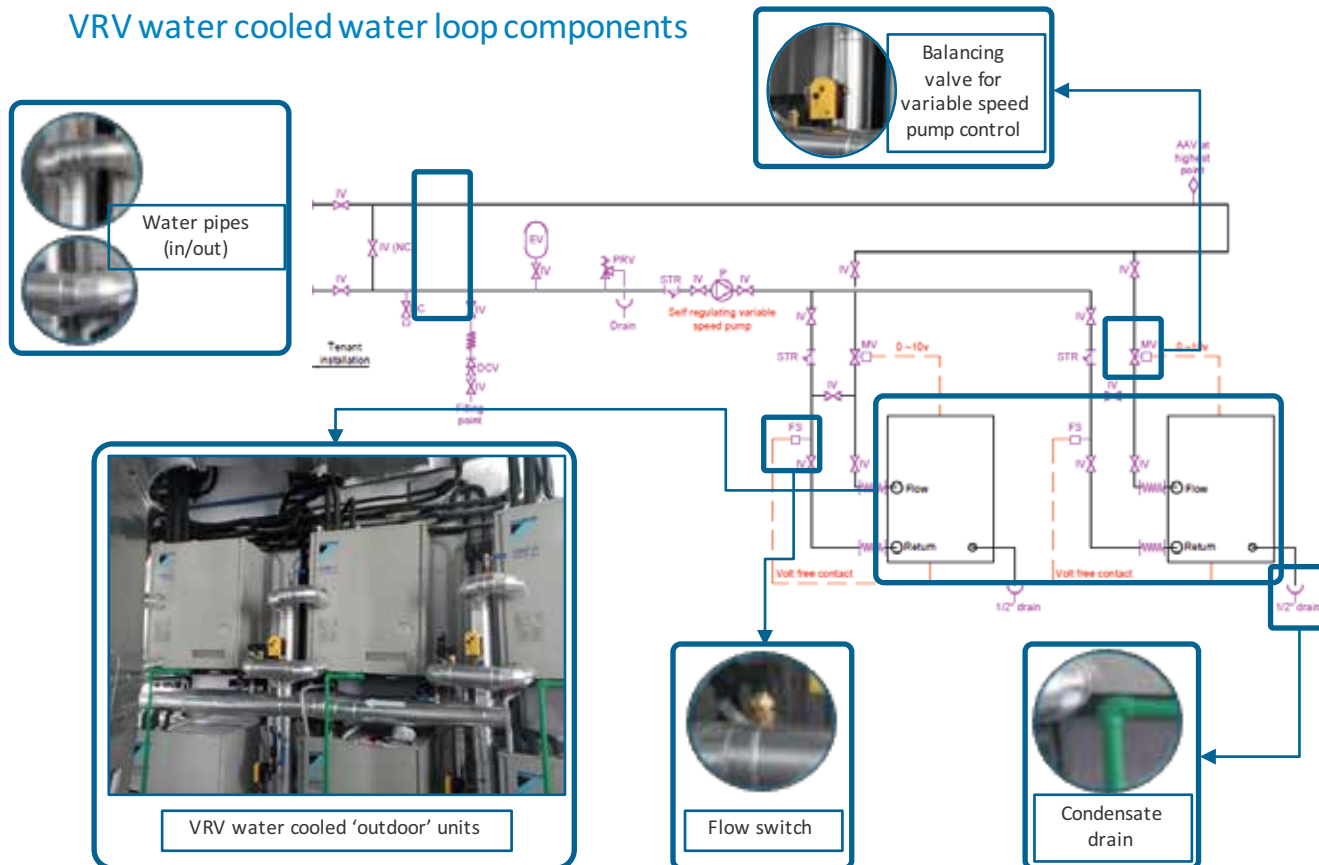 VRV water cooled water loop components
Balancing
valve for
variable speed
pump control
Water pipes
(in/out)
AAV at
highest
point
IV
IV (NC
EV
IV
PRV
Drain
STR
IV
P
IV
Self regulating variable
speed pump
IV
IV
IV
IV
IV
C
IV
DCV
IV
Filling
point
Tenant
installation
STR
MV
0 ~10v
STR
MV
0 ~10v
IV
IV
FS
IV
IV
FS
IV
IV
Flow
Flow
Return
Return
Volt free contact
Volt free contact
1/2" drain
1/2" drain
VRV water cooled ‘outdoor’ units
Flow switch
Condensate
drain